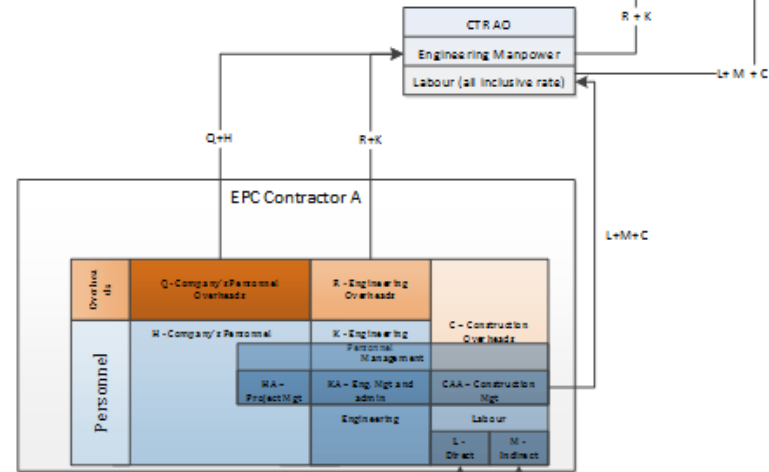 R + K
CTR AO
Engineering Manpower
Labour (all inclusive rate)
L+ M + C
Q+H
R+K
EPC Contractor A
L+M+C
Overhea
ds
Q - Company's Personnel
Overheads
R - Engineering
Overheads
C – Construction
Overheads
Personnel
H - Company's Personnel
K - Engineering
Personnel
Management
HA –
Project Mgt
KA – Eng. Mgt and
admin
CAA – Construction
Mgt
Engineering
Labour
L -
Direct
M -
Indirect